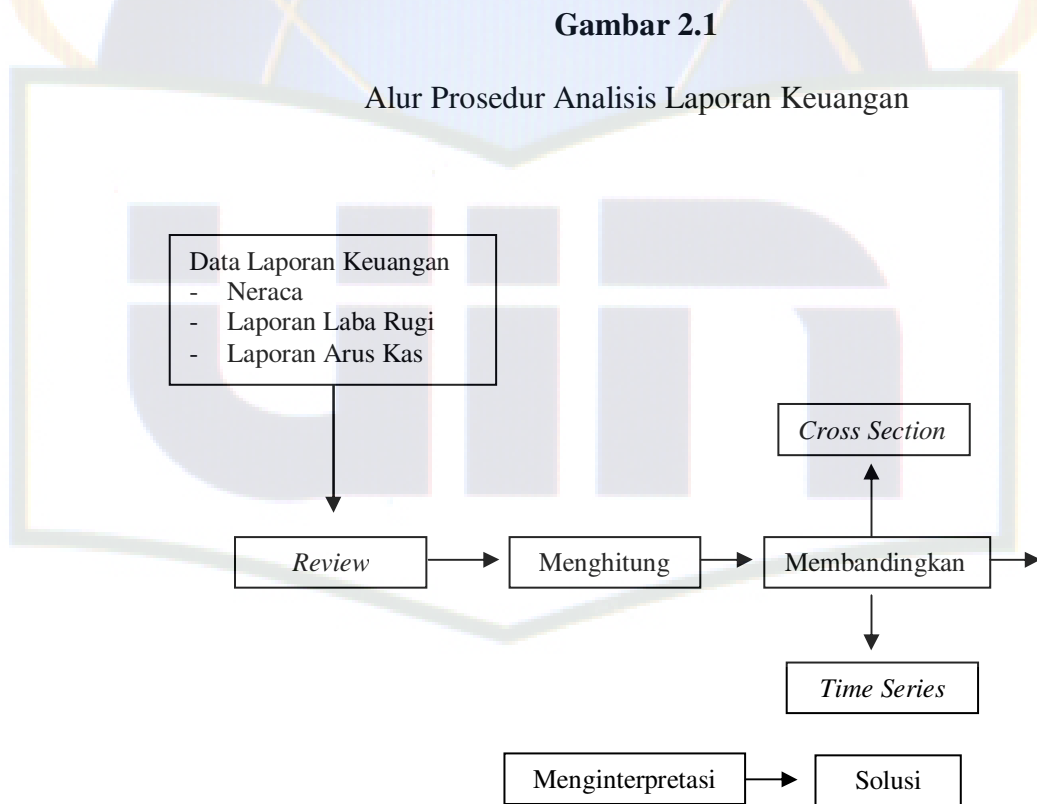 Gambar 2.1
Alur Prosedur Analisis Laporan Keuangan
Data Laporan Keuangan
- Neraca
- Laporan Laba Rugi
- Laporan Arus Kas
Cross Section
Review
Menghitung
Membandingkan
Time Series
Menginterpretasi
Solusi
uin